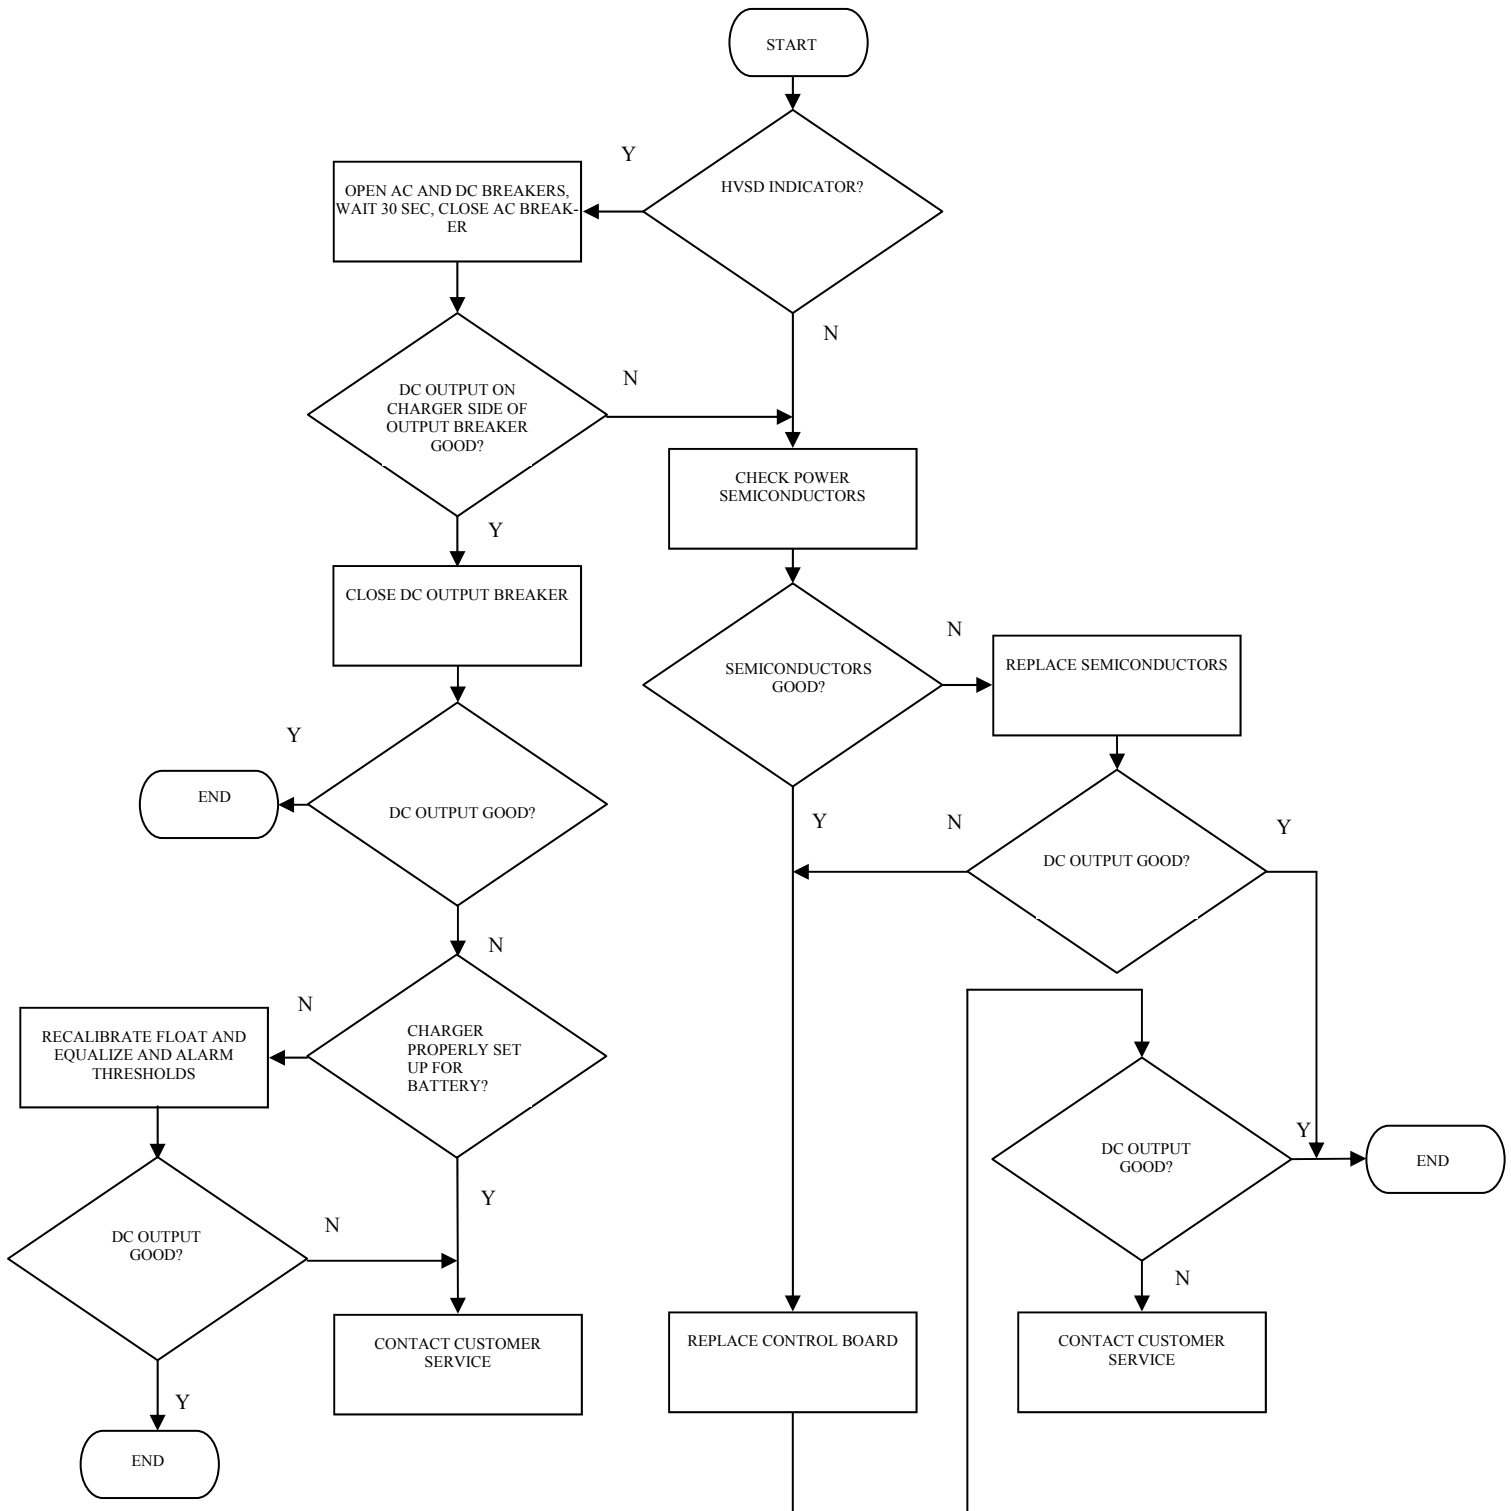 START
Y
HVSD INDICATOR?
OPEN AC AND DC BREAKERS,
WAIT 30 SEC, CLOSE AC BREAK-
ER
N
N
DC OUTPUT ON
CHARGER SIDE OF
OUTPUT BREAKER
GOOD?
CHECK POWER
SEMICONDUCTORS
Y
CLOSE DC OUTPUT BREAKER
N
SEMICONDUCTORS
GOOD?
REPLACE SEMICONDUCTORS
Y
END
DC OUTPUT GOOD?
Y
N
Y
DC OUTPUT GOOD?
N
N
RECALIBRATE FLOAT AND
EQUALIZE AND ALARM
THRESHOLDS
CHARGER
PROPERLY SET
UP FOR
BATTERY?
Y
DC OUTPUT
GOOD?
END
Y
N
DC OUTPUT
GOOD?
N
CONTACT CUSTOMER
SERVICE
REPLACE CONTROL BOARD
CONTACT CUSTOMER
SERVICE
Y
END